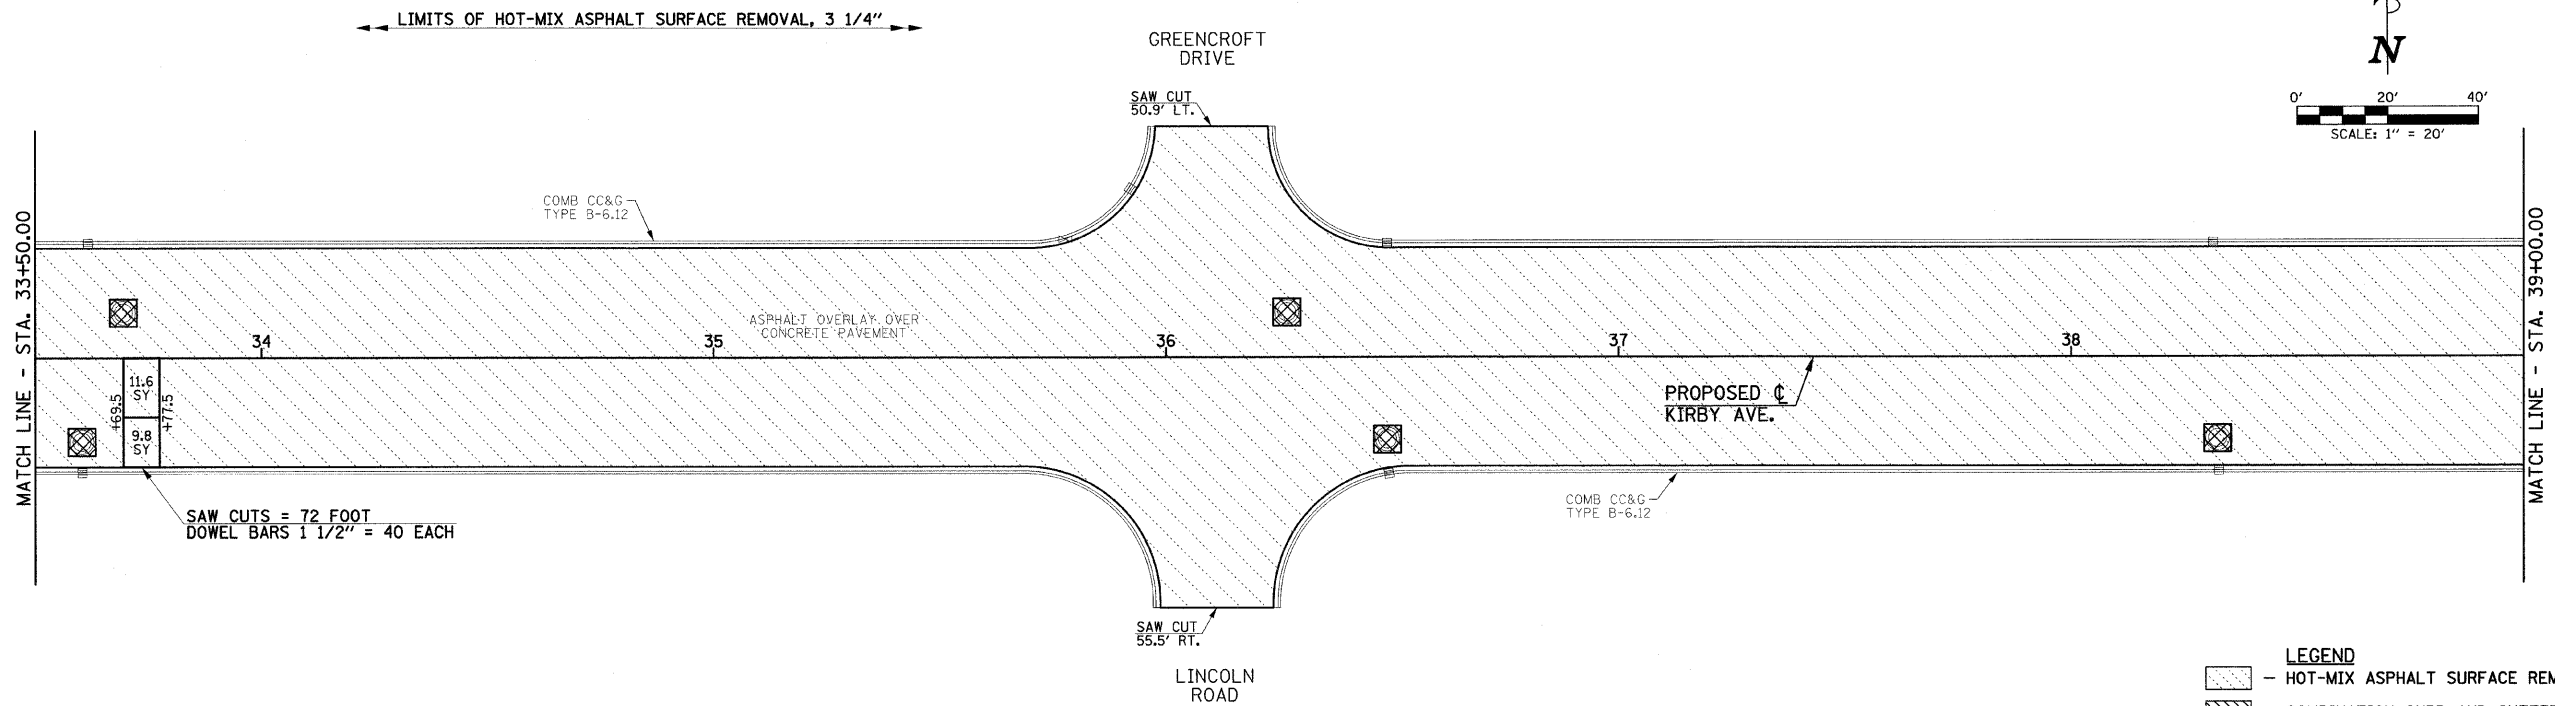 LIMITS OF HOT-MIX ASPHALT SURFACE REMOVAL, 3 1/4"
GREENCROFT
DRIVE
N
0' 20' 40'
SCALE: 1" = 20'
SAW CUT
50.9' LT.
COMB CC&G
TYPE B-6.12
MATCH LINE - STA. 33+50.00
MATCH LINE - STA. 39+00.00
ASPHALT OVERLAY OVER
CONCRETE PAVEMENT
34 35 36 37 38
11.6
SY
+69.5
+77.5
9.8
SY
PROPOSED ℄
KIRBY AVE.
SAW CUTS = 72 FOOT
DOWEL BARS 1 1/2" = 40 EACH
COMB CC&G
TYPE B-6.12
SAW CUT
55.5' RT.
LINCOLN
ROAD
LEGEND
- HOT-MIX ASPHALT SURFACE REM